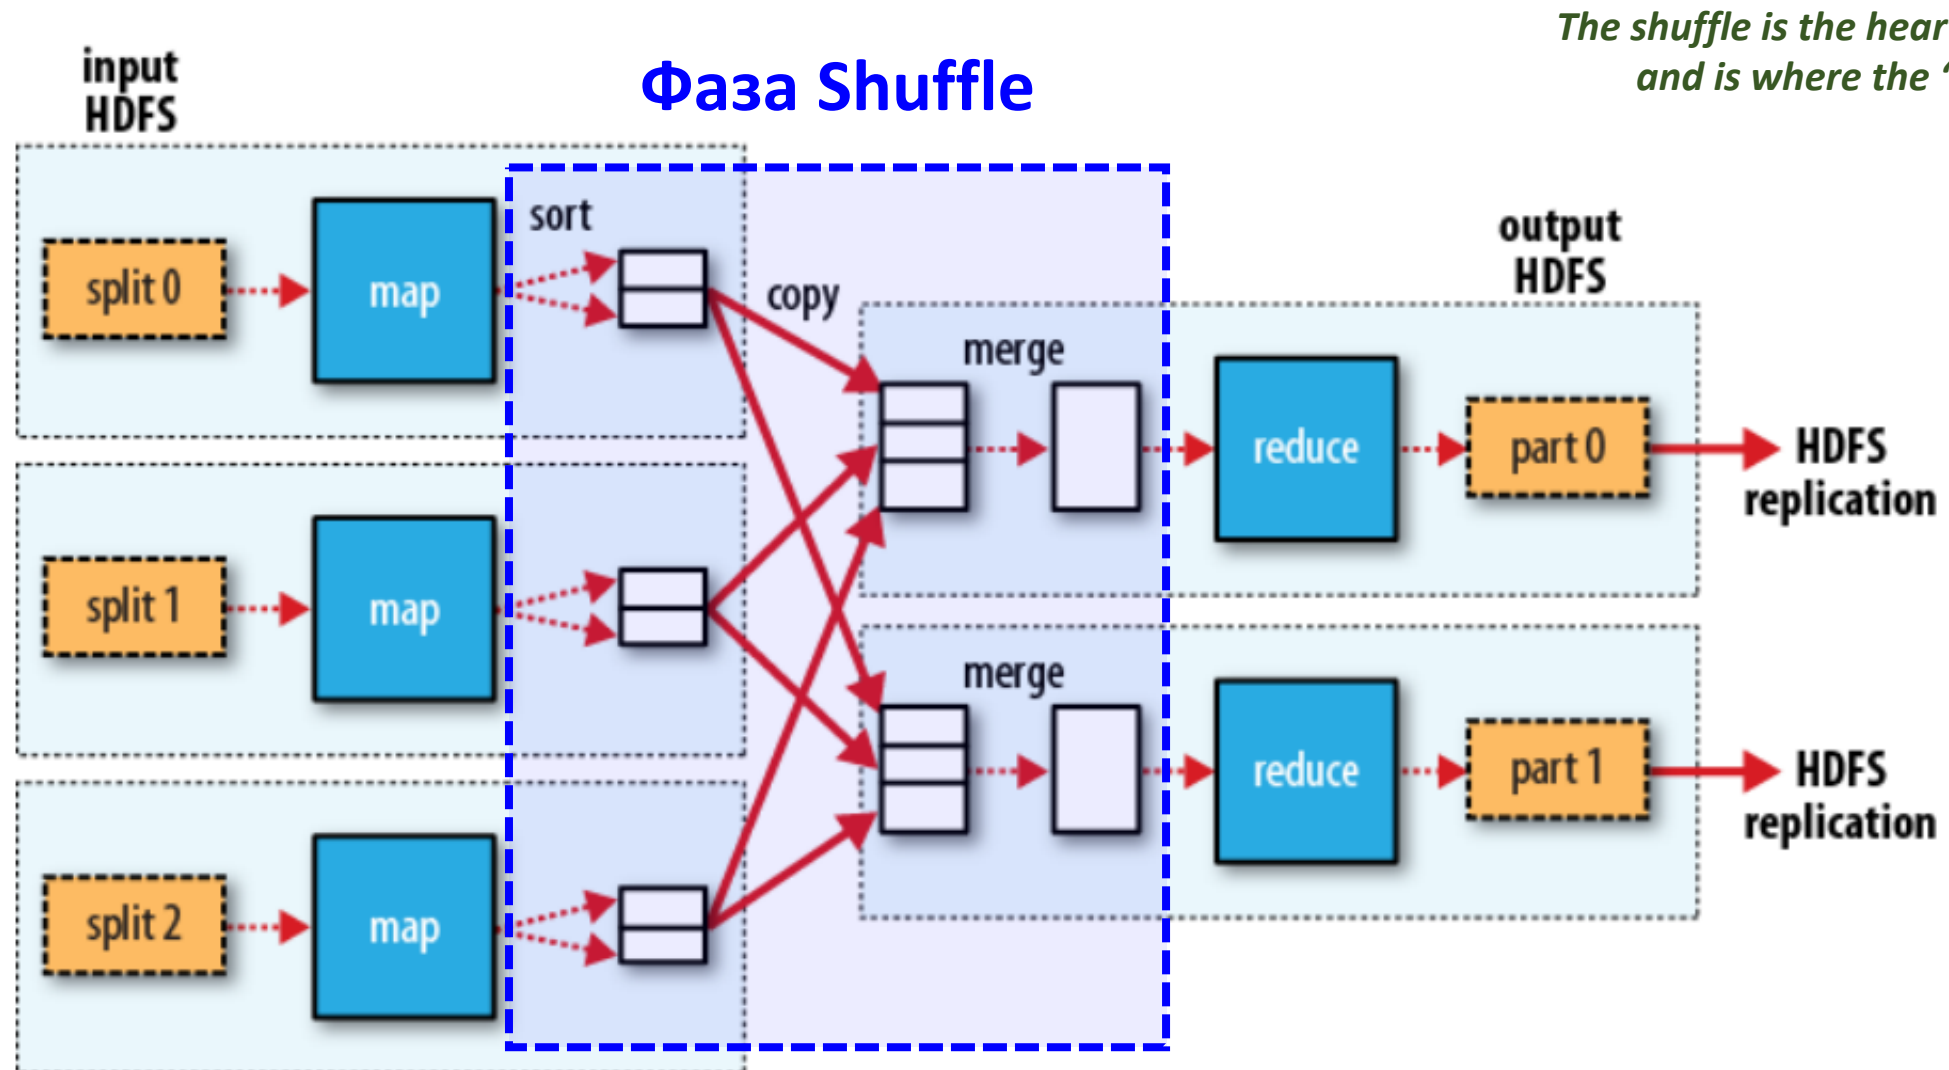 The shuffle is the hear
and is where the “
Фаза Shuffle
input
HDFS
sort
split 0
map
copy
output
HDFS
merge
reduce
part 0
HDFS
replication
split 1
map
merge
reduce
part 1
HDFS
replication
split 2
map